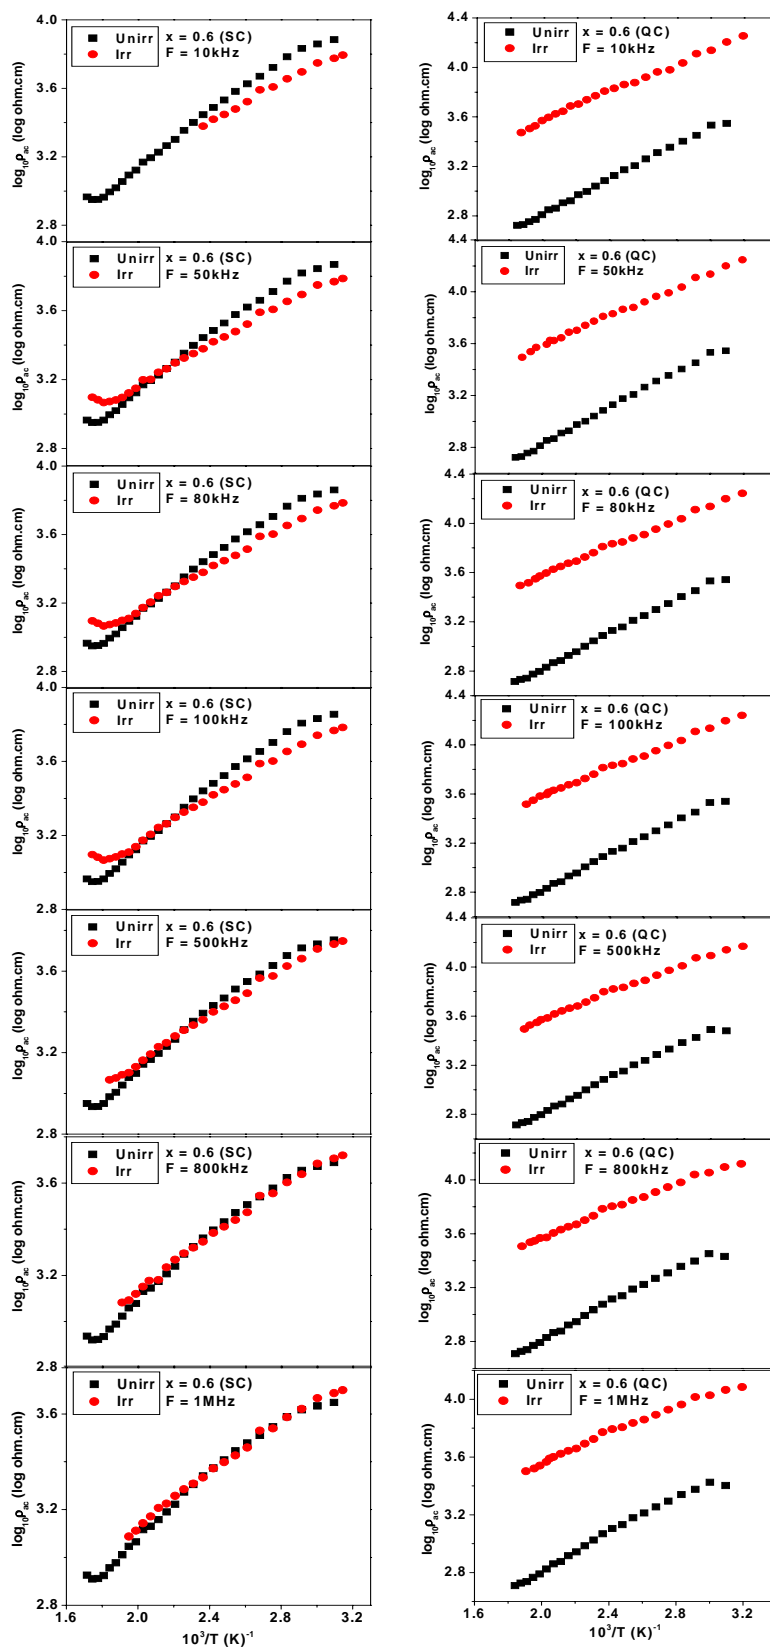 4.0
3.6
3.2
2.8
log10ρac (log ohm.cm)
Unirr
Irr
x = 0.6 (SC)
F = 10kHz
4.0
3.6
3.2
2.8
log10ρac (log ohm.cm)
Unirr
Irr
x = 0.6 (SC)
F = 50kHz
4.0
3.6
3.2
2.8
log10ρac (log ohm.cm)
Unirr
Irr
x = 0.6 (SC)
F = 80kHz
4.0
3.6
3.2
2.8
log10ρac (log ohm.cm)
Unirr
Irr
x = 0.6 (SC)
F = 100kHz
3.6
3.2
2.8
log10ρac (log ohm.cm)
Unirr
Irr
x = 0.6 (SC)
F = 500kHz
3.6
3.2
2.8
log10ρac (log ohm.cm)
Unirr
Irr
x = 0.6 (SC)
F = 800kHz
3.6
3.2
2.8
log10ρac (log ohm.cm)
Unirr
Irr
x = 0.6 (SC)
F = 1MHz
1.6 2.0 2.4 2.8 3.2
10³/T (K)⁻¹
4.4
4.0
3.6
3.2
2.8
log10ρac (log ohm.cm)
Unirr
Irr
x = 0.6 (QC)
F = 10kHz
4.4
4.0
3.6
3.2
2.8
log10ρac (log ohm.cm)
Unirr
Irr
x = 0.6 (QC)
F = 50kHz
4.4
4.0
3.6
3.2
2.8
log10ρac (log ohm.cm)
Unirr
Irr
x = 0.6 (QC)
F = 80kHz
4.4
4.0
3.6
3.2
2.8
log10ρac (log ohm.cm)
Unirr
Irr
x = 0.6 (QC)
F = 100kHz
4.4
4.0
3.6
3.2
2.8
log10ρac (log ohm.cm)
Unirr
Irr
x = 0.6 (QC)
F = 500kHz
4.0
3.6
3.2
2.8
log10ρac (log ohm.cm)
Unirr
Irr
x = 0.6 (QC)
F = 800kHz
4.0
3.6
3.2
2.8
log10ρac (log ohm.cm)
Unirr
Irr
x = 0.6 (QC)
F = 1MHz
1.6 2.0 2.4 2.8 3.2
10³/T (K)⁻¹